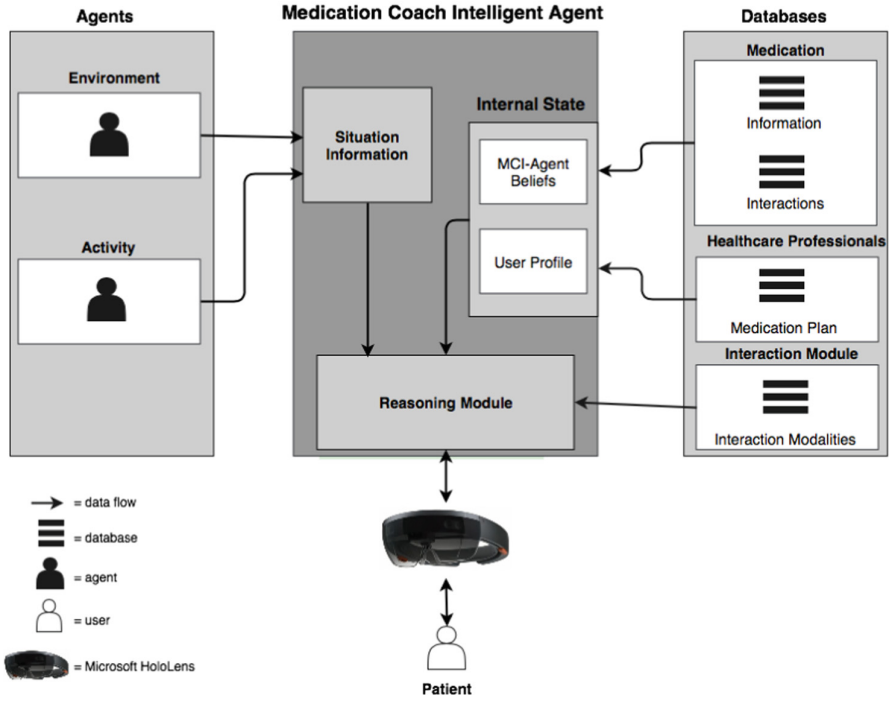 Agents
Medication Coach Intelligent Agent
Databases
Environment
Activity
Situation
Information
Internal State
MCI-Agent
Beliefs
User Profile
Reasoning Module
Medication
Information
Interactions
Healthcare Professionals
Medication Plan
Interaction Module
Interaction Modalities
= data flow
= database
= agent
= user
= Microsoft HoloLens
Patient